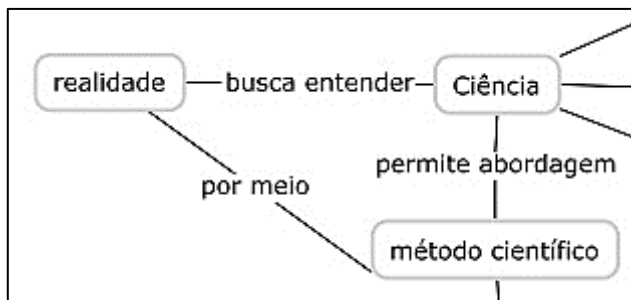 realidade
busca entender
Ciência
permite abordagem
por meio
método científico